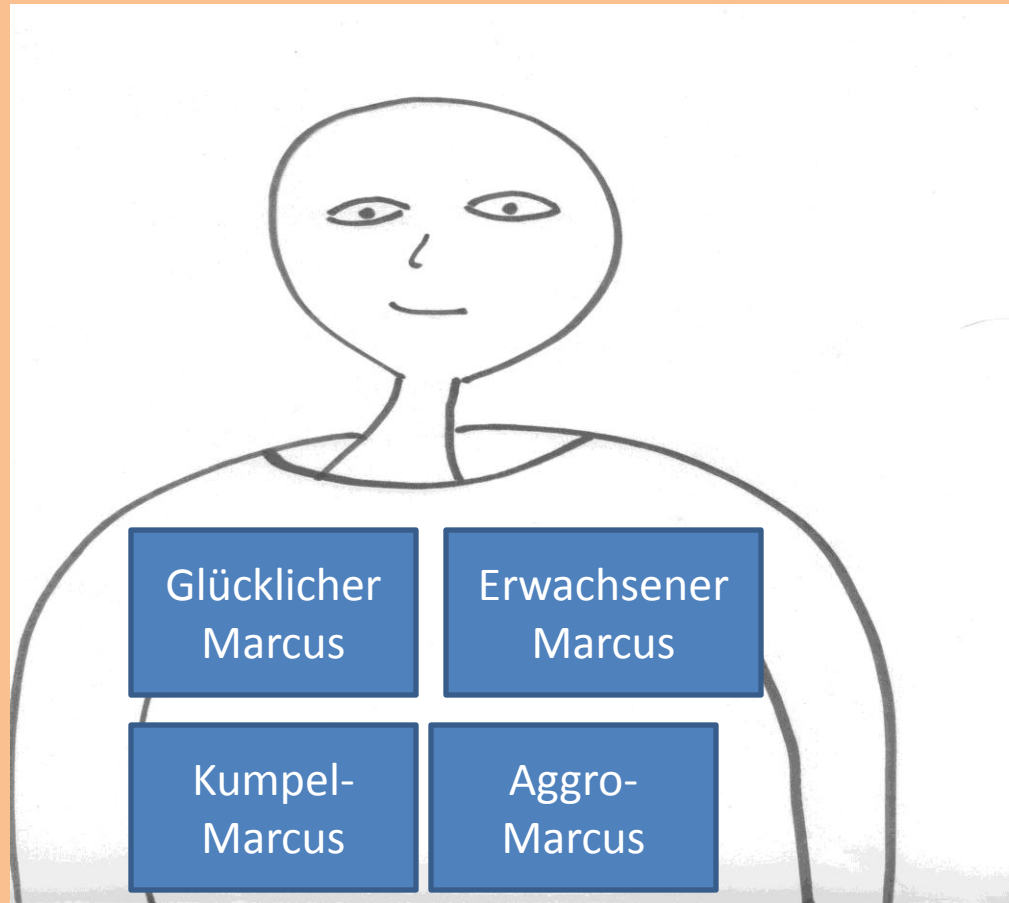 Glücklicher
Marcus
Erwachsener
Marcus
Kumpel-
Marcus
Aggro-
Marcus